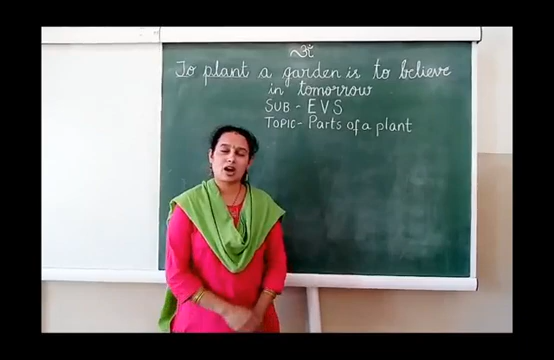 ॐ
To plant a garden is to believe
in tomorrow
SUB - EVS
TOPIC- Parts of a plant